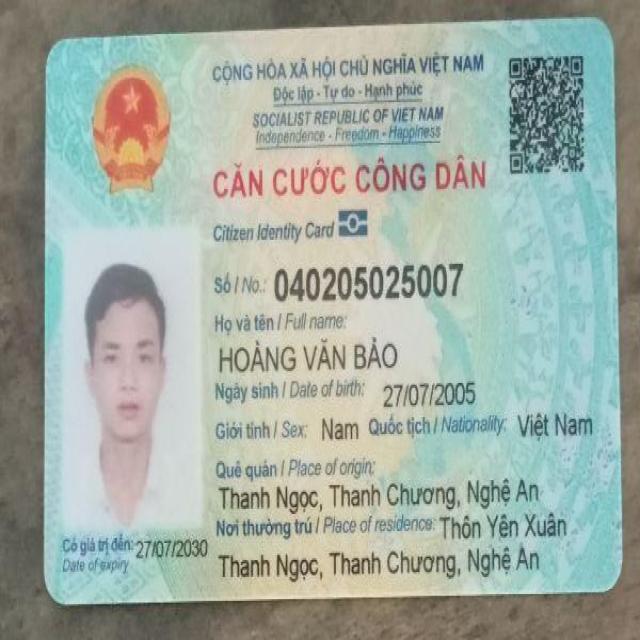 CỘNG HÒA XÃ HỘI CHỦ NGHĨA VIỆT NAM
Độc lập - Tự do - Hạnh phúc
SOCIALIST REPUBLIC OF VIET NAM
Independence - Freedom - Happiness
CĂN CƯỚC CÔNG DÂN
Citizen Identity Card
Số / No.: 040205025007
Họ và tên / Full name:
HOÀNG VĂN BẢO
Ngày sinh / Date of birth: 27/07/2005
Giới tính / Sex: Nam Quốc tịch / Nationality: Việt Nam
Quê quán / Place of origin:
Thanh Ngọc, Thanh Chương, Nghệ An
Nơi thường trú / Place of residence: Thôn Yên Xuân
Thanh Ngọc, Thanh Chương, Nghệ An
Có giá trị đến: 27/07/2030
Date of expiry